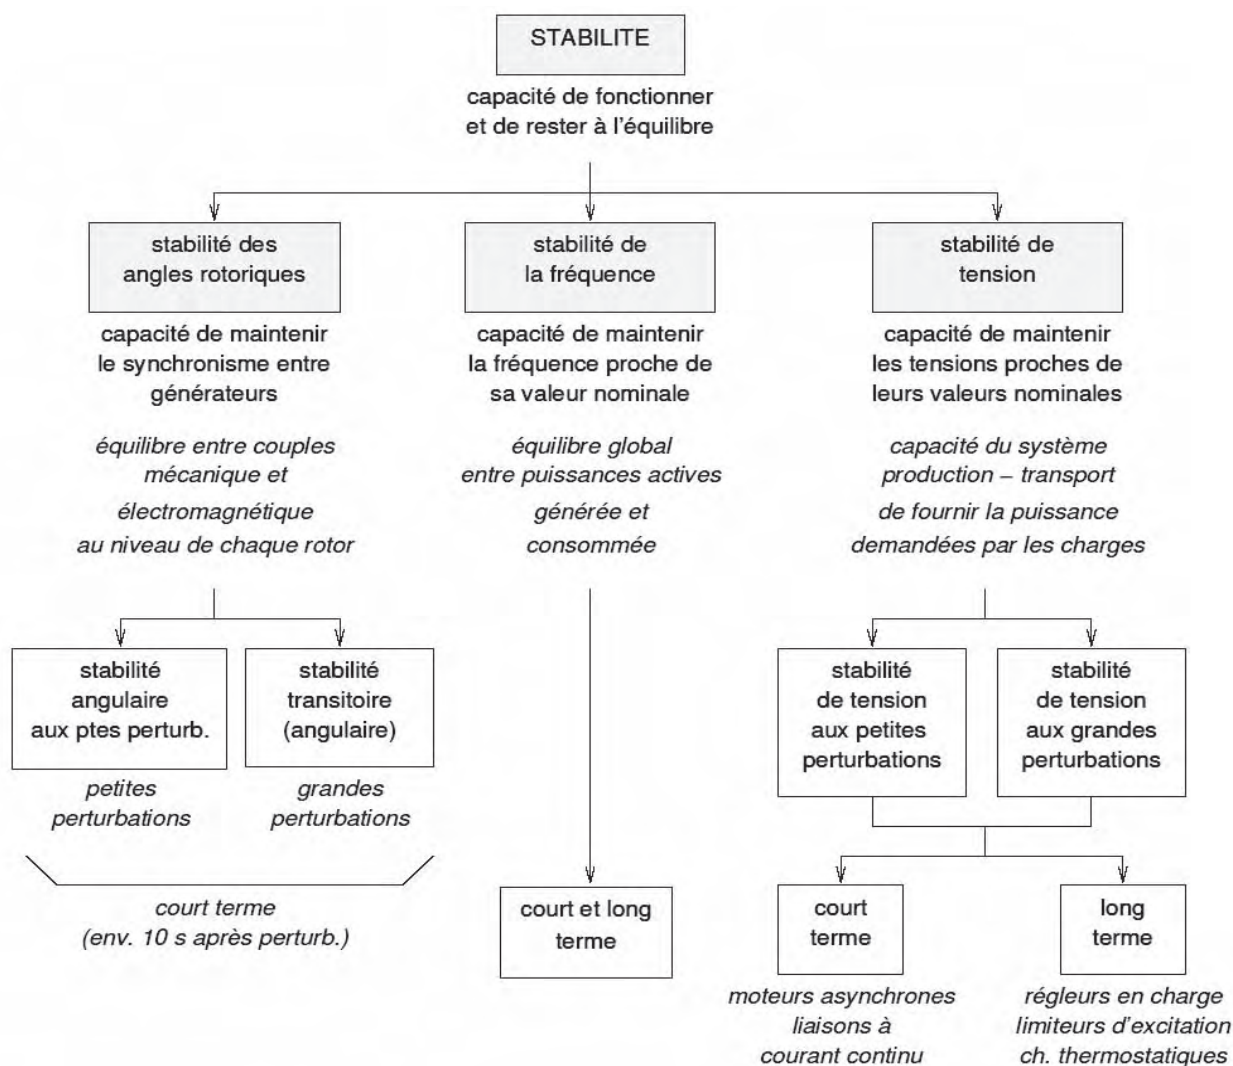 STABILITE
capacité de fonctionner
et de rester à l'équilibre
stabilité des
angles rotoriques
capacité de maintenir
le synchronisme entre
générateurs
équilibre entre couples
mécanique et
électromagnétique
au niveau de chaque rotor
stabilité de
la fréquence
capacité de maintenir
la fréquence proche de
sa valeur nominale
équilibre global
entre puissances actives
générée et
consommée
stabilité de
tension
capacité de maintenir
les tensions proches de
leurs valeurs nominales
capacité du système
production – transport
de fournir la puissance
demandées par les charges
stabilité
angulaire
aux ptes perturb.
petites
perturbations
stabilité
transitoire
(angulaire)
grandes
perturbations
court terme
(env. 10 s après perturb.)
court et long
terme
stabilité
de tension
aux petites
perturbations
stabilité
de tension
aux grandes
perturbations
court
terme
moteurs asynchrones
liaisons à
courant continu
long
terme
régleurs en charge
limiteurs d'excitation
ch. thermostatiques